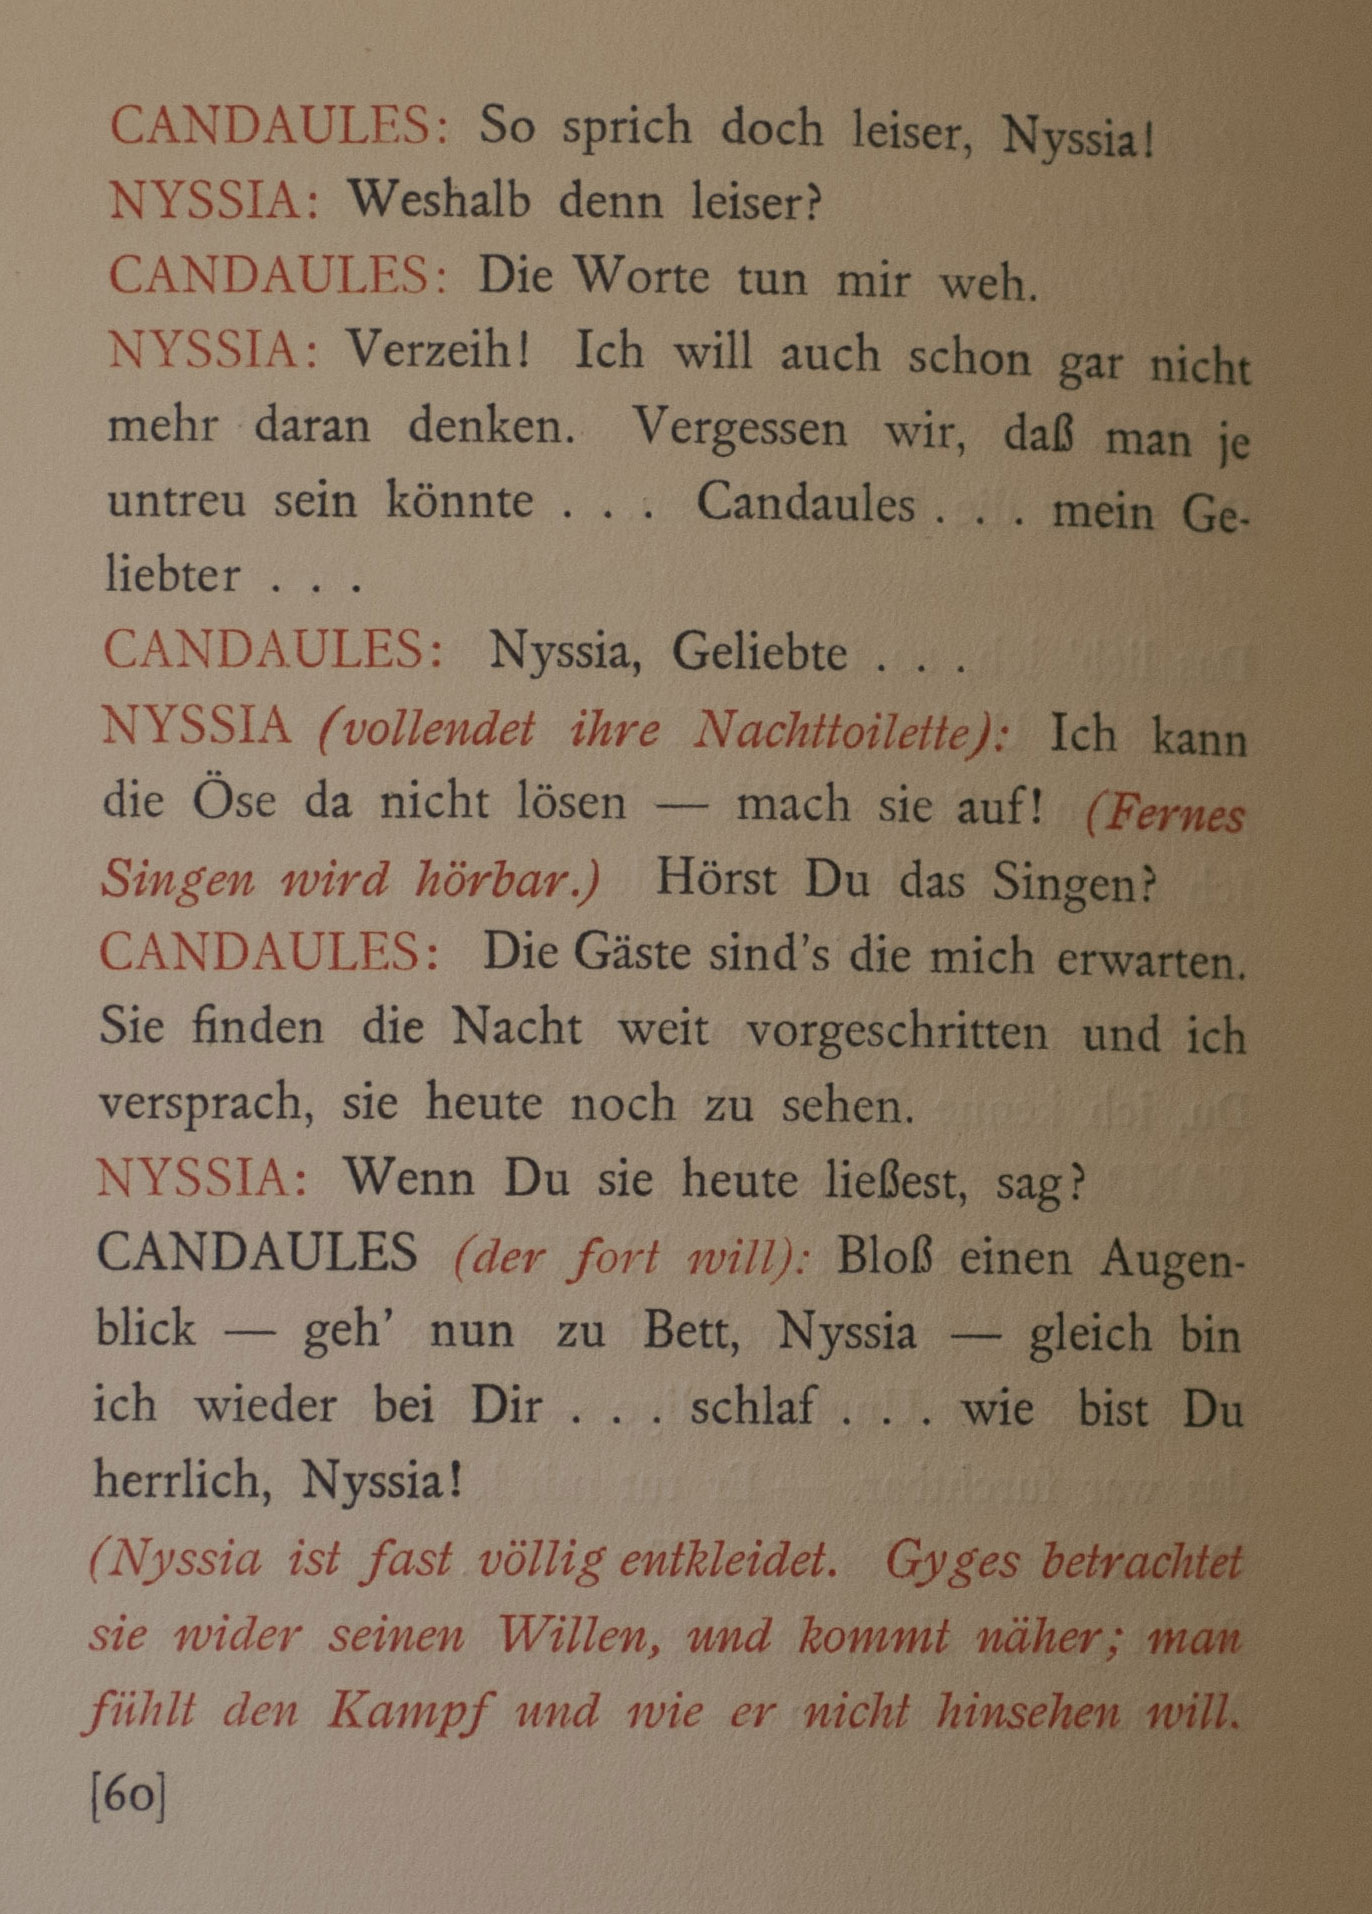 CANDAULES: So sprich doch leiser, Nyssia!
NYSSIA: Weshalb denn leiser?
CANDAULES: Die Worte tun mir weh.
NYSSIA: Verzeih! Ich will auch schon gar nicht
mehr daran denken. Vergessen wir, daß man je
untreu sein könnte . . . Candaules . . . mein Ge-
liebter . . .
CANDAULES: Nyssia, Geliebte . . .
NYSSIA (vollendet ihre Nachttoilette): Ich kann
die Öse da nicht lösen — mach sie auf! (Fernes
Singen wird hörbar.) Hörst Du das Singen?
CANDAULES: Die Gäste sind's die mich erwarten.
Sie finden die Nacht weit vorgeschritten und ich
versprach, sie heute noch zu sehen.
NYSSIA: Wenn Du sie heute ließest, sag?
CANDAULES (der fort will): Bloß einen Augen-
blick — geh' nun zu Bett, Nyssia — gleich bin
ich wieder bei Dir . . . schlaf . . . wie bist Du
herrlich, Nyssia!
(Nyssia ist fast völlig entkleidet. Gyges betrachtet
sie wider seinen Willen, und kommt näher; man
fühlt den Kampf und wie er nicht hinsehen will.
[60]